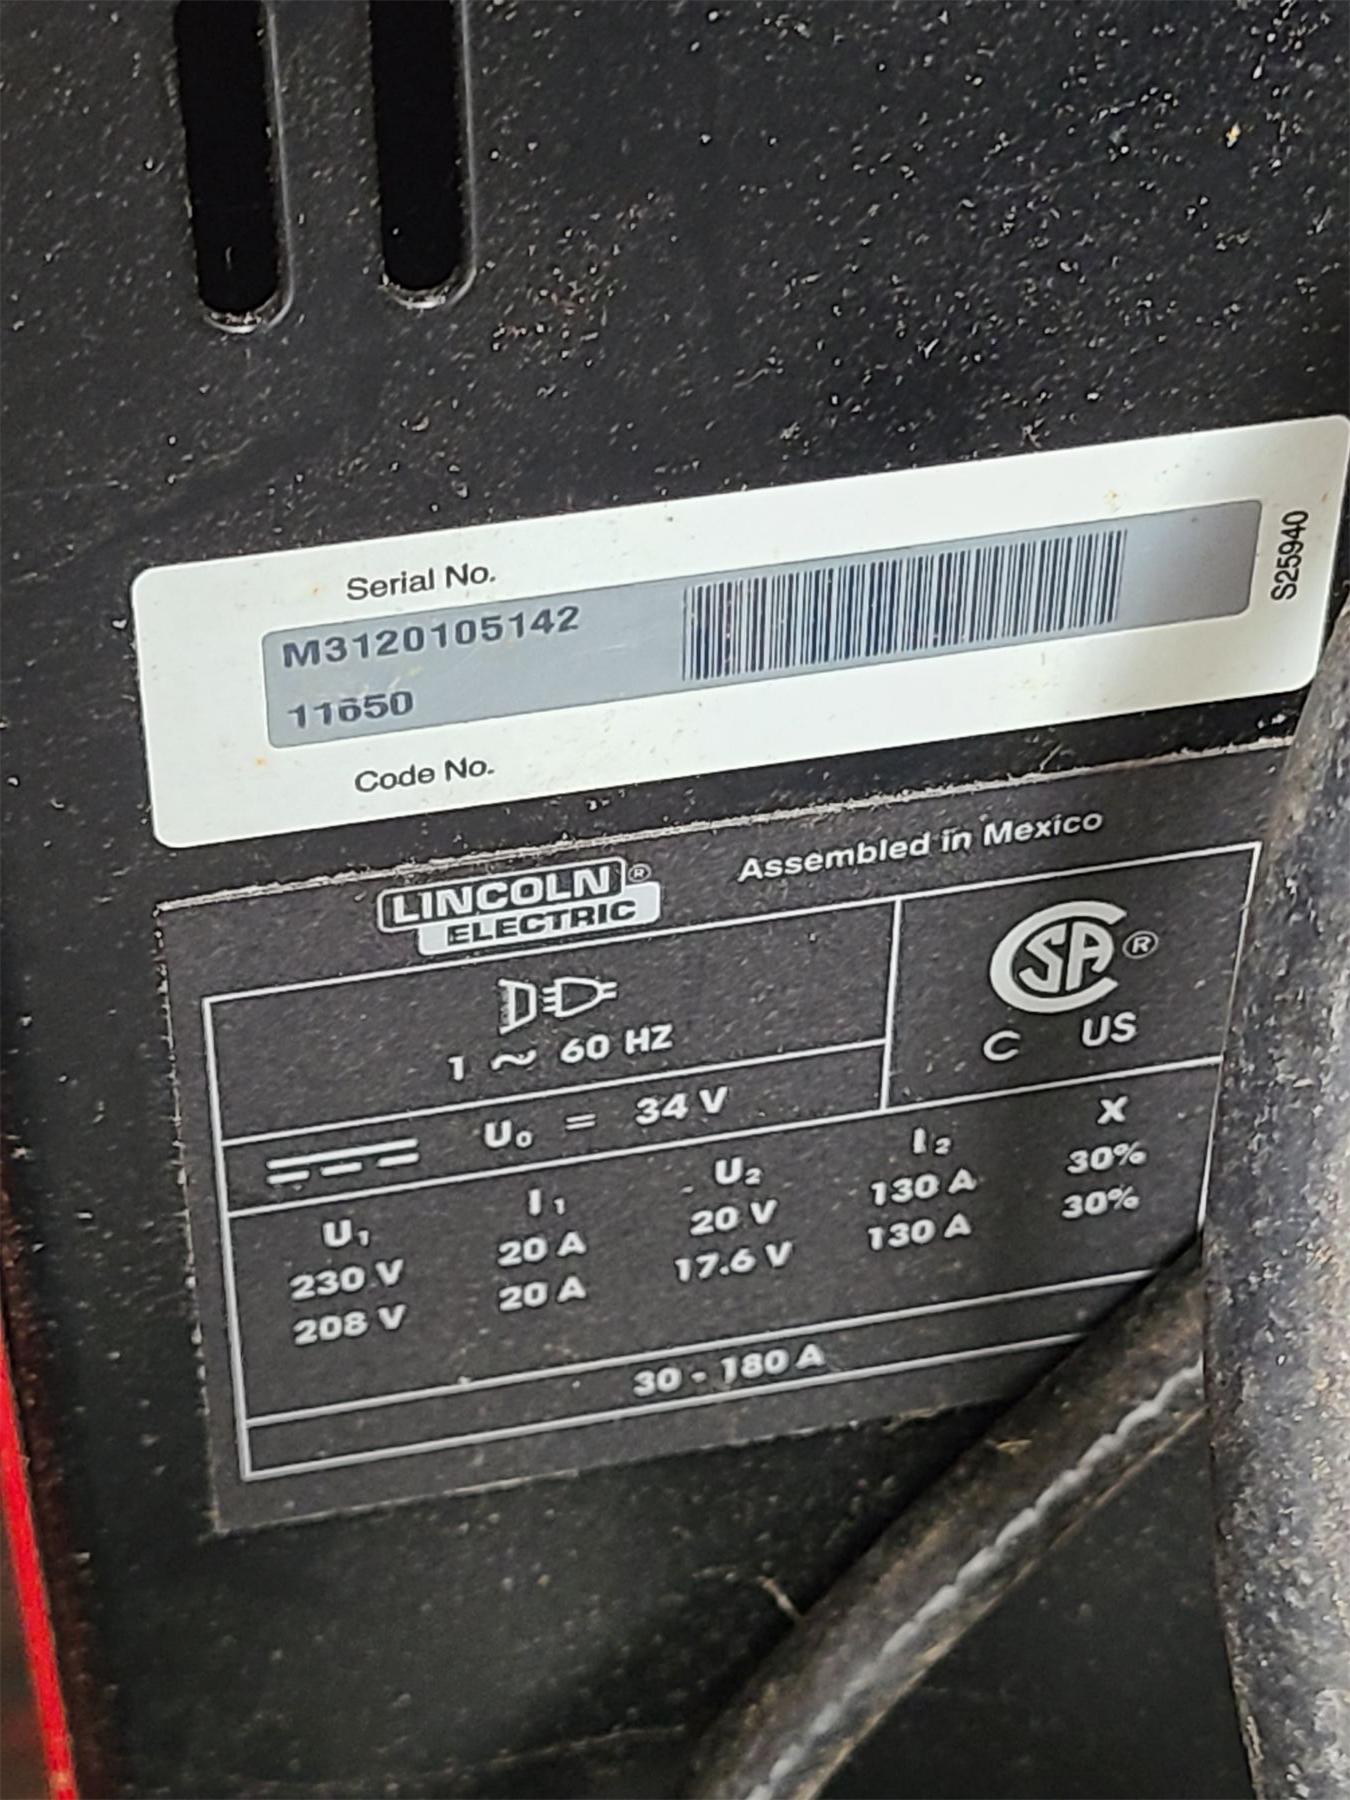 Serial No.
M3120105142
11650
Code No.
S25940
LINCOLN ®
ELECTRIC
Assembled in Mexico
CSA ®
C US
1 ~ 60 HZ
U₀ = 34 V
U₁ I₁ U₂ I₂ X
230 V 20 A 20 V 130 A 30%
208 V 20 A 17.6 V 130 A 30%
30 - 180 A